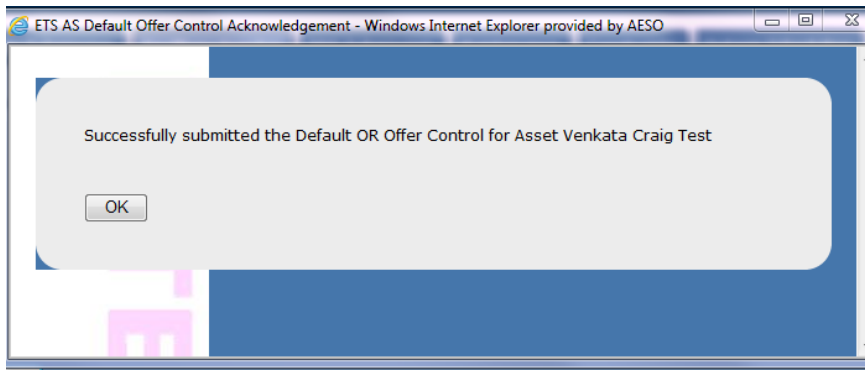 ETS AS Default Offer Control Acknowledgement - Windows Internet Explorer provided by AESO
Successfully submitted the Default OR Offer Control for Asset Venkata Craig Test
OK